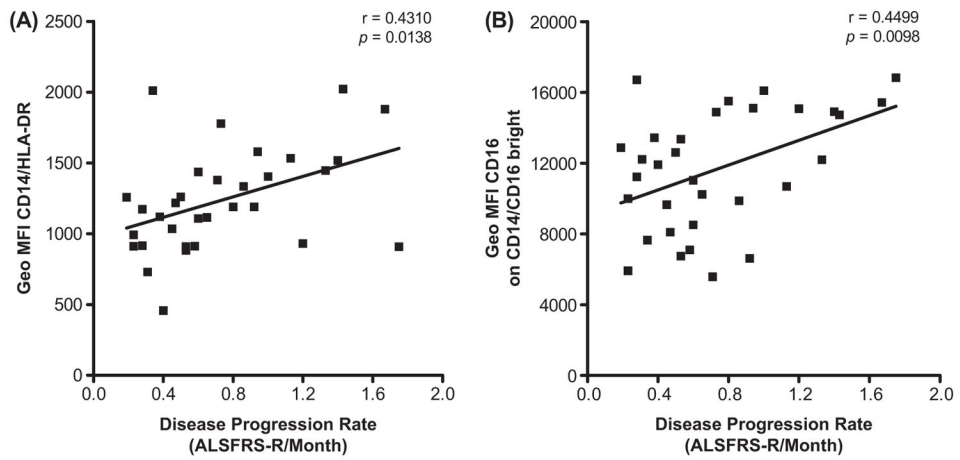 (A)
r = 0.4310
p = 0.0138
2500
2000
1500
1000
500
0
Geo MFI CD14/HLA-DR
0.0 0.4 0.8 1.2 1.6 2.0
Disease Progression Rate
(ALSFRS-R/Month)
(B)
r = 0.4499
p = 0.0098
20000
16000
12000
8000
4000
0
Geo MFI CD16
on CD14/CD16 bright
0.0 0.4 0.8 1.2 1.6 2.0
Disease Progression Rate
(ALSFRS-R/Month)